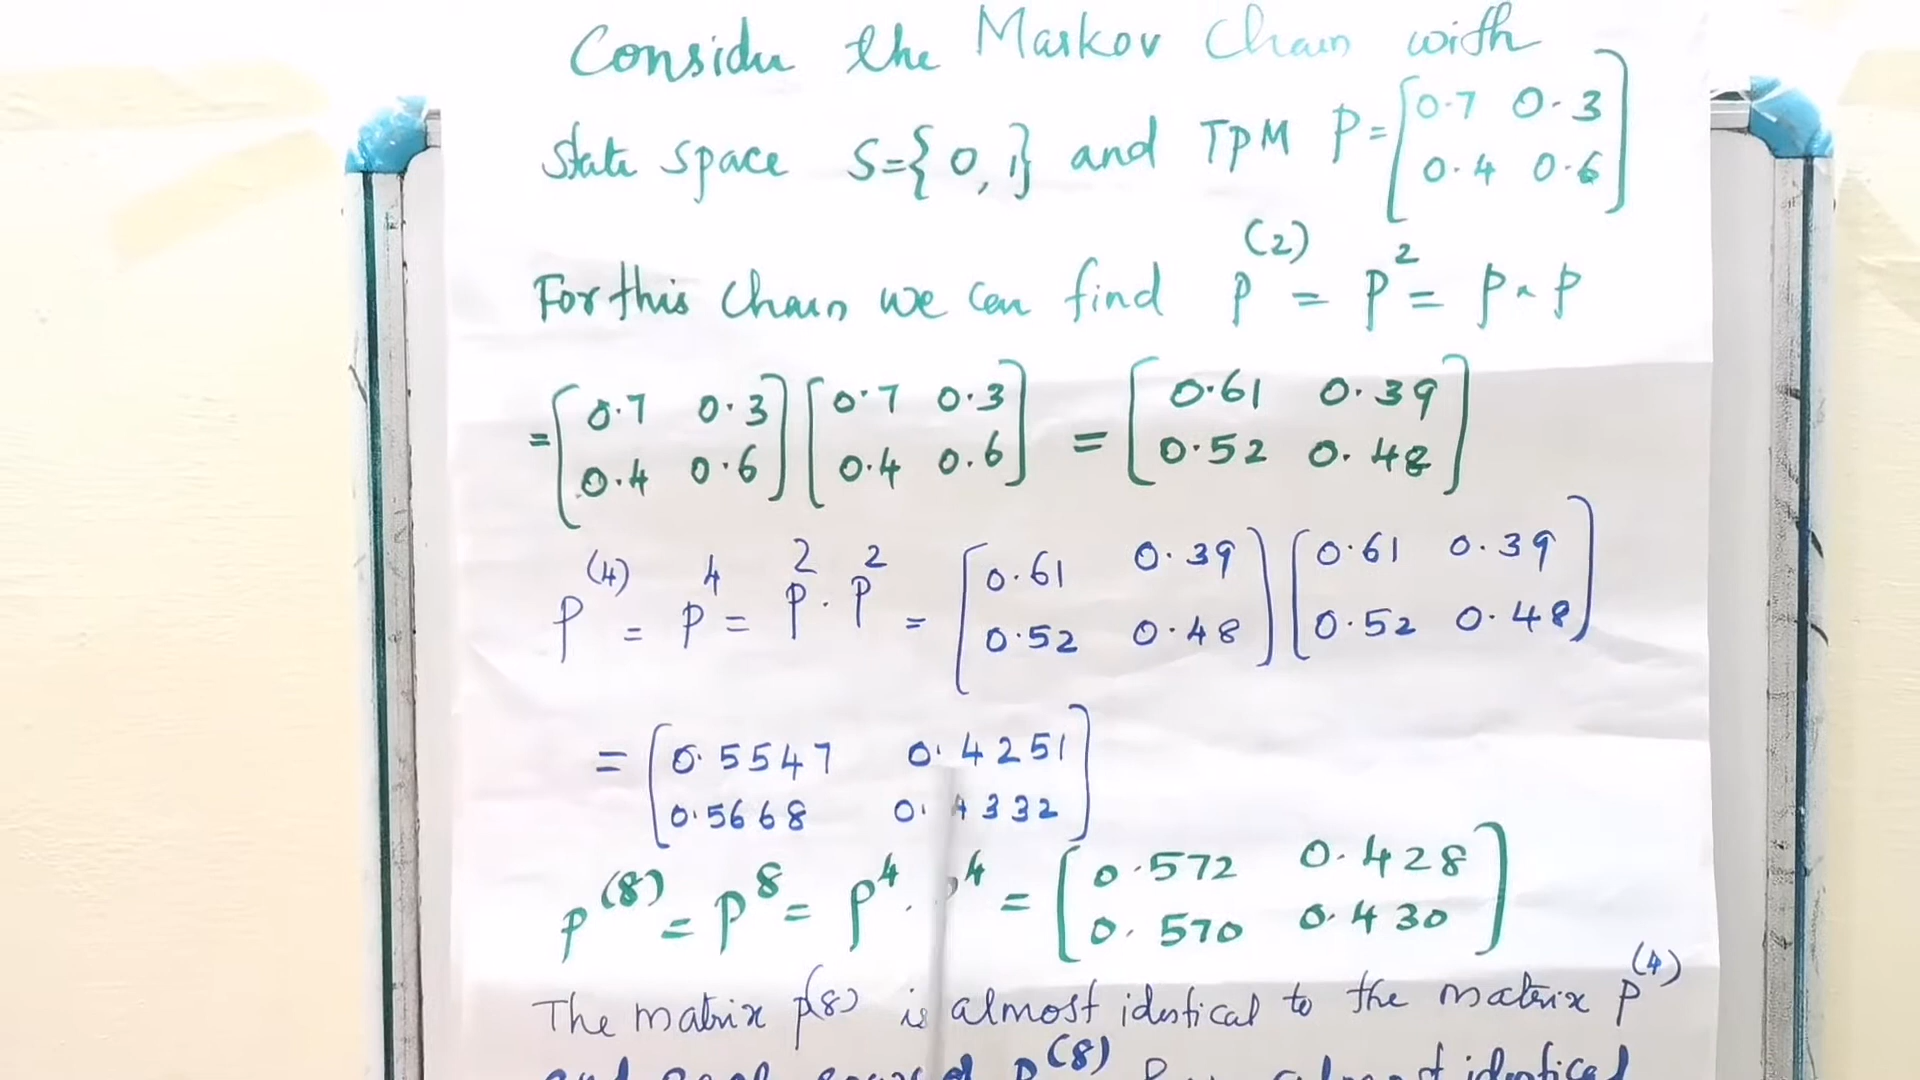 Consider the Markov Chain with
State space S={0,1} and TPM P=[0.7 0.3
0.4 0.6]
For this chain we can find P^(2) = P^2 = P × P
=[0.7 0.3
0.4 0.6] [0.7 0.3
0.4 0.6] = [0.61 0.39
0.52 0.48]
P^(4) = P^4 = P^2 . P^2 = [0.61 0.39
0.52 0.48] [0.61 0.39
0.52 0.48]
= [0.5547 0.4251
0.5668 0.4332]
P^(8) = P^8 = P^4 . P^4 = [0.572 0.428
0.570 0.430]
The matrix P(8) is almost identical to the matrix P^(4)
and each P^(8) almost identical